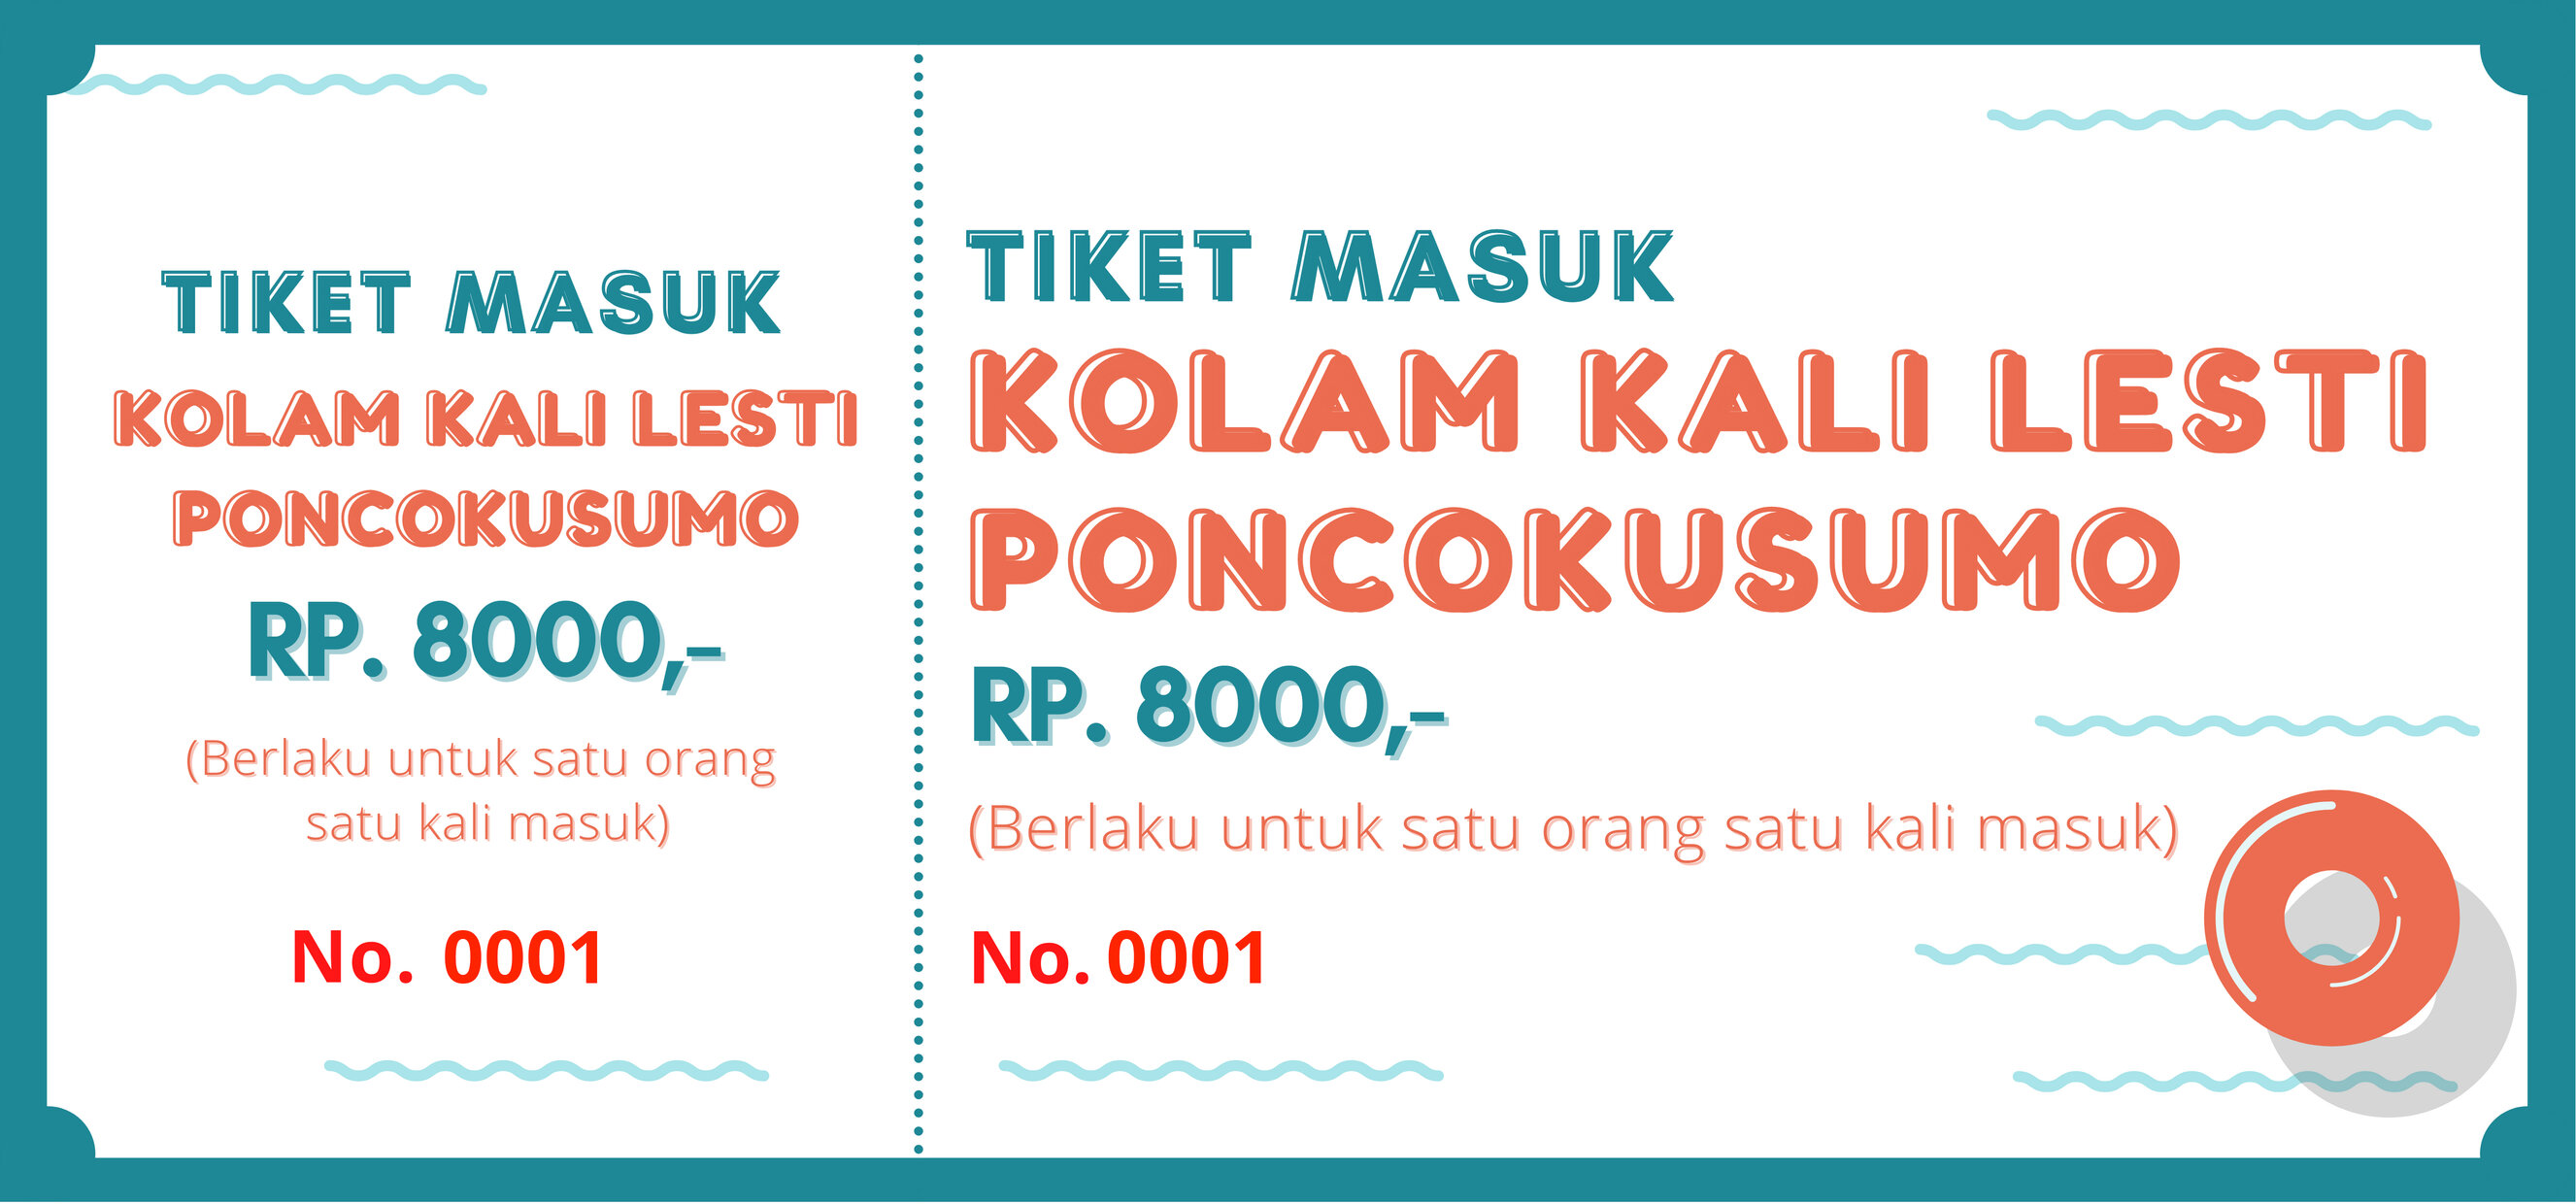 TIKET MASUK
KOLAM KALI LESTI
PONCOKUSUMO
RP. 8000,-
(Berlaku untuk satu orang
satu kali masuk)
No. 0001
TIKET MASUK
KOLAM KALI LESTI
PONCOKUSUMO
RP. 8000,-
(Berlaku untuk satu orang satu kali masuk)
No. 0001